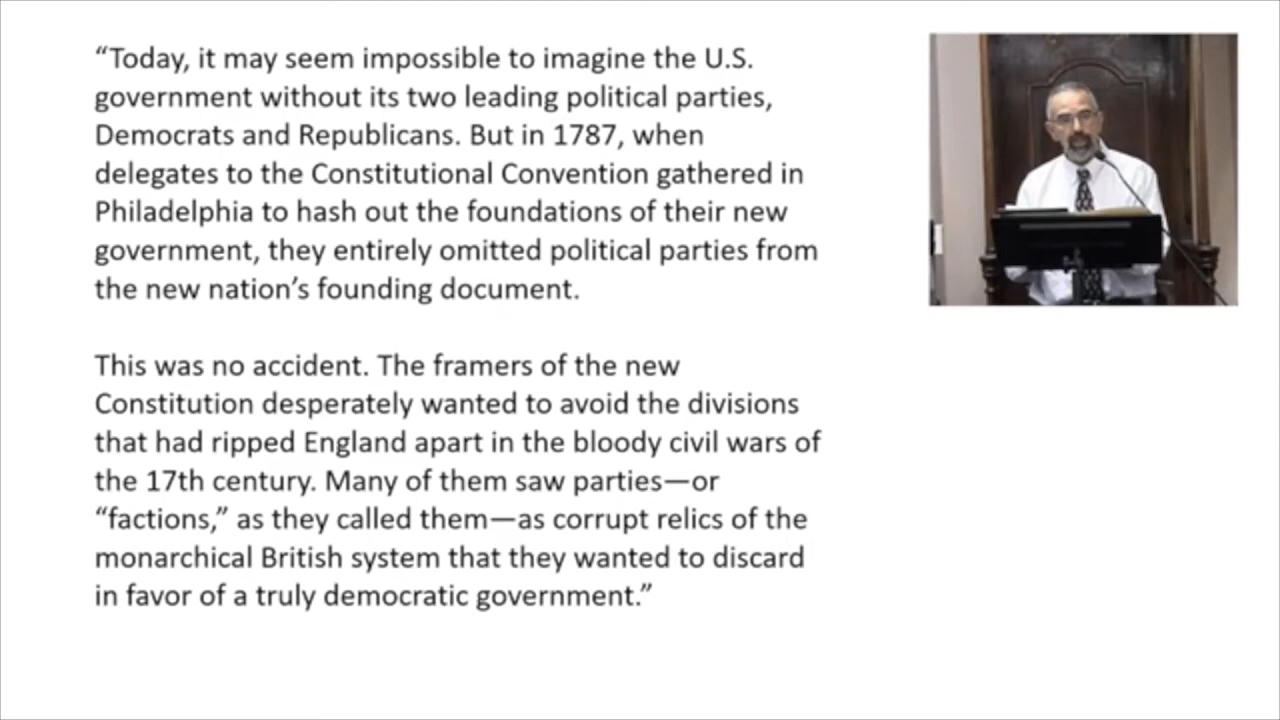 “Today, it may seem impossible to imagine the U.S.
government without its two leading political parties,
Democrats and Republicans. But in 1787, when
delegates to the Constitutional Convention gathered in
Philadelphia to hash out the foundations of their new
government, they entirely omitted political parties from
the new nation’s founding document.
This was no accident. The framers of the new
Constitution desperately wanted to avoid the divisions
that had ripped England apart in the bloody civil wars of
the 17th century. Many of them saw parties—or
“factions,” as they called them—as corrupt relics of the
monarchical British system that they wanted to discard
in favor of a truly democratic government.”